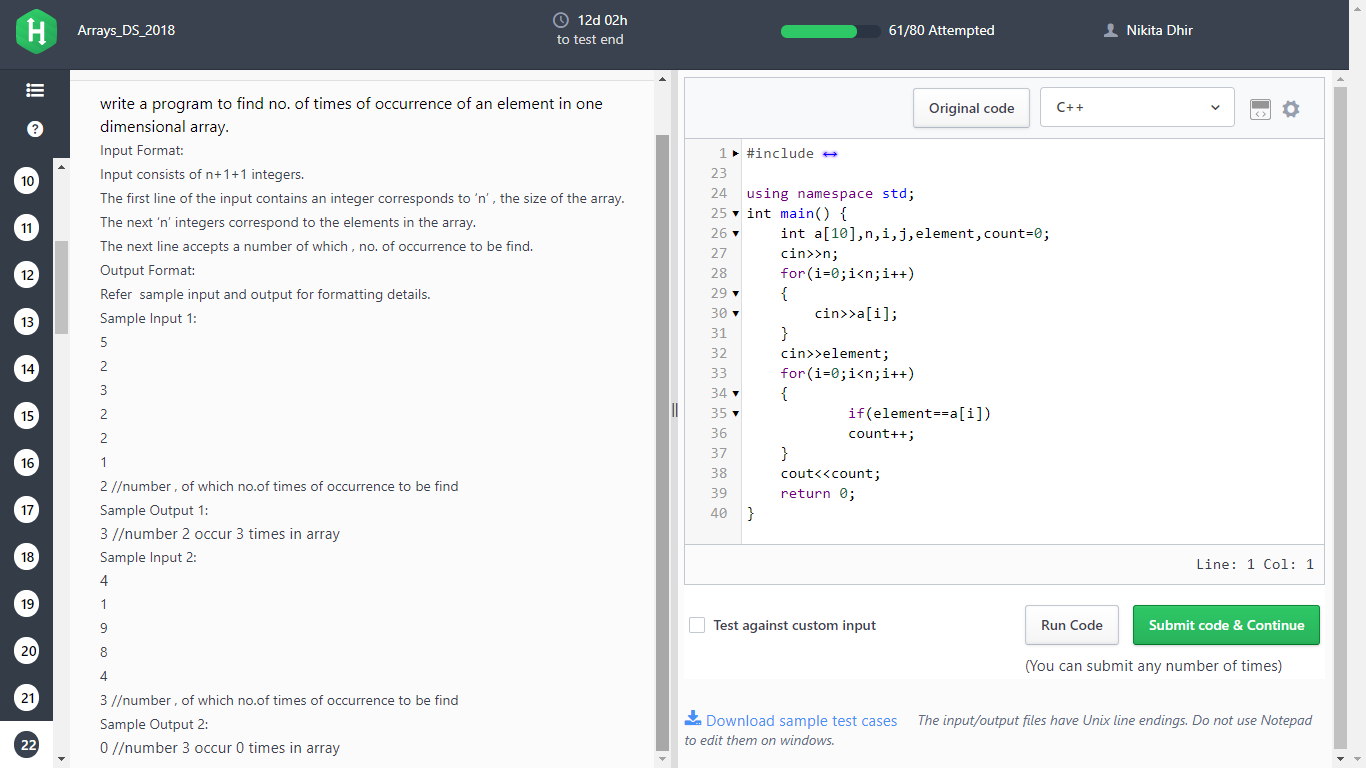 Arrays_DS_2018
12d 02h
to test end
61/80 Attempted
Nikita Dhir
?
10
11
12
13
14
15
16
17
18
19
20
21
22
write a program to find no. of times of occurrence of an element in one
dimensional array.
Input Format:
Input consists of n+1+1 integers.
The first line of the input contains an integer corresponds to ‘n’ , the size of the array.
The next ‘n’ integers correspond to the elements in the array.
The next line accepts a number of which , no. of occurrence to be find.
Output Format:
Refer sample input and output for formatting details.
Sample Input 1:
5
2
3
2
2
1
2 //number , of which no.of times of occurrence to be find
Sample Output 1:
3 //number 2 occur 3 times in array
Sample Input 2:
4
1
9
8
4
3 //number , of which no.of times of occurrence to be find
Sample Output 2:
0 //number 3 occur 0 times in array
Original code
C++
1 #include
23
24 using namespace std;
25 int main() {
26 int a[10],n,i,j,element,count=0;
27 cin>>n;
28 for(i=0;i<n;i++)
29 {
30 cin>>a[i];
31 }
32 cin>>element;
33 for(i=0;i<n;i++)
34 {
35 if(element==a[i])
36 count++;
37 }
38 cout<<count;
39 return 0;
40 }
Line: 1 Col: 1
Test against custom input
Run Code
Submit code & Continue
(You can submit any number of times)
Download sample test cases The input/output files have Unix line endings. Do not use Notepad
to edit them on windows.